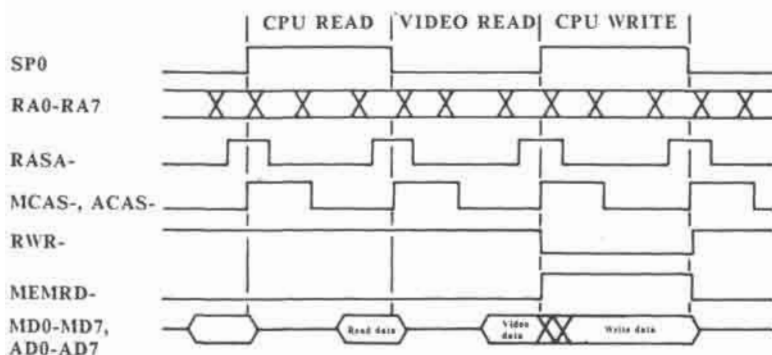 CPU READ VIDEO READ CPU WRITE
SP0
RA0-RA7
RASA-
MCAS-, ACAS-
RWR-
MEMRD-
MD0-MD7,
AD0-AD7
Read data
Video
data
Write data